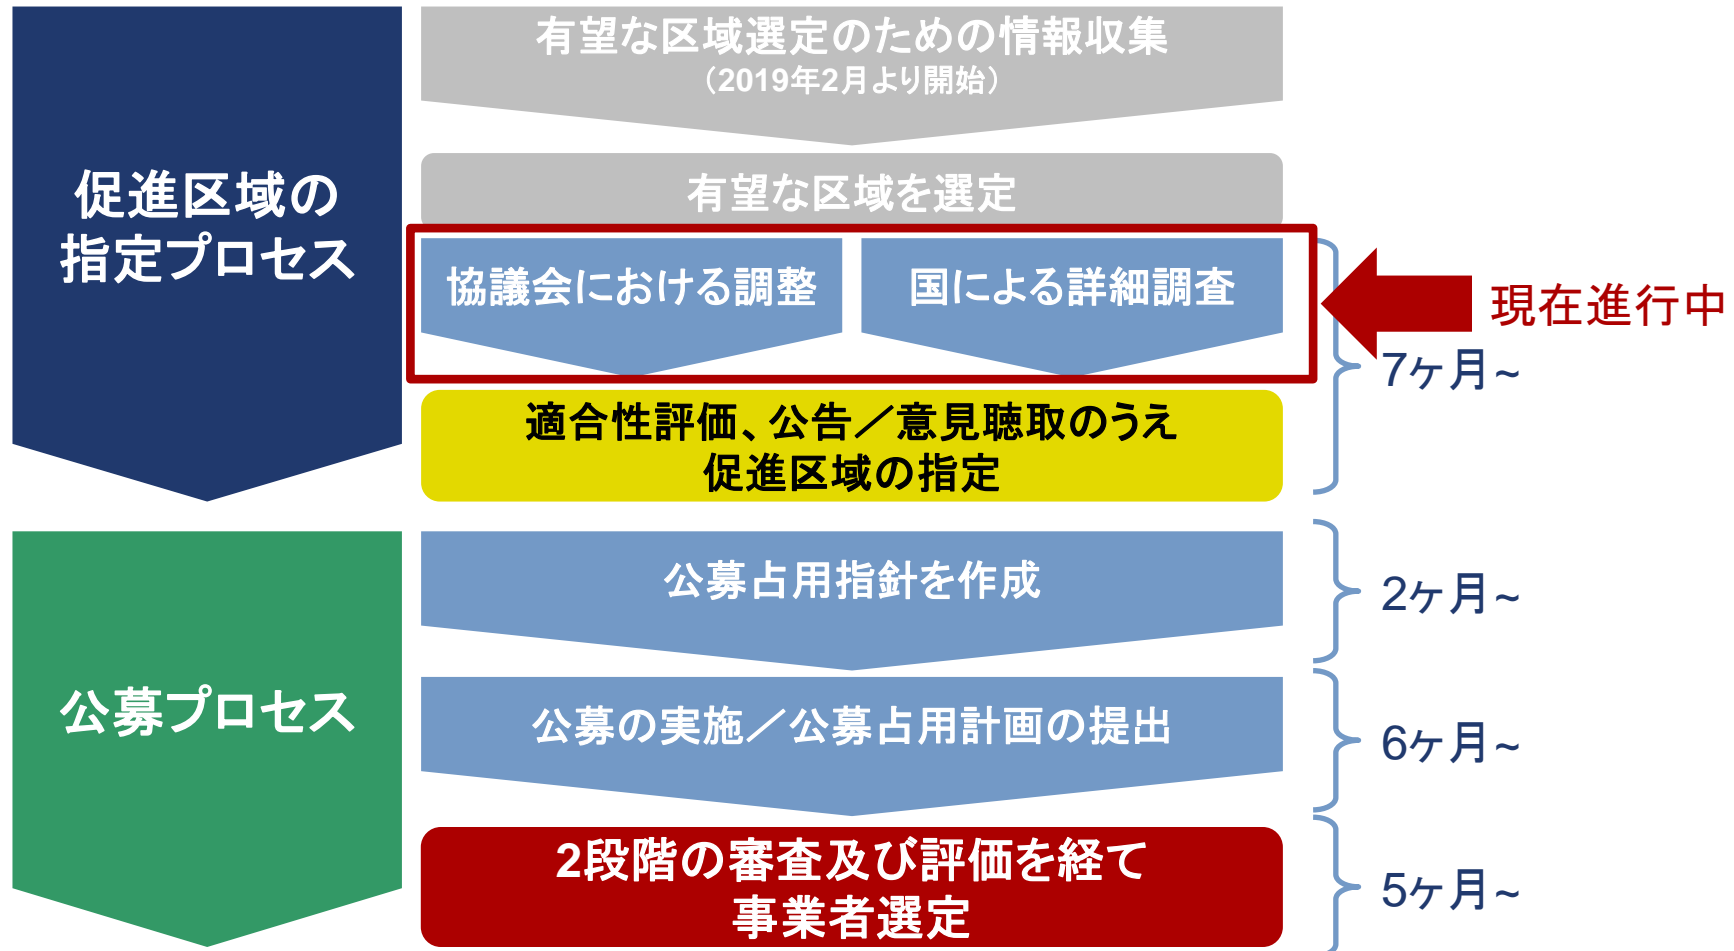 促進区域の
指定プロセス
有望な区域選定のための情報収集
（2019年2月より開始）
有望な区域を選定
協議会における調整
国による詳細調査
現在進行中
7ヶ月~
適合性評価、公告／意見聴取のうえ
促進区域の指定
公募プロセス
公募占用指針を作成
2ヶ月~
公募の実施／公募占用計画の提出
6ヶ月~
2段階の審査及び評価を経て
事業者選定
5ヶ月~